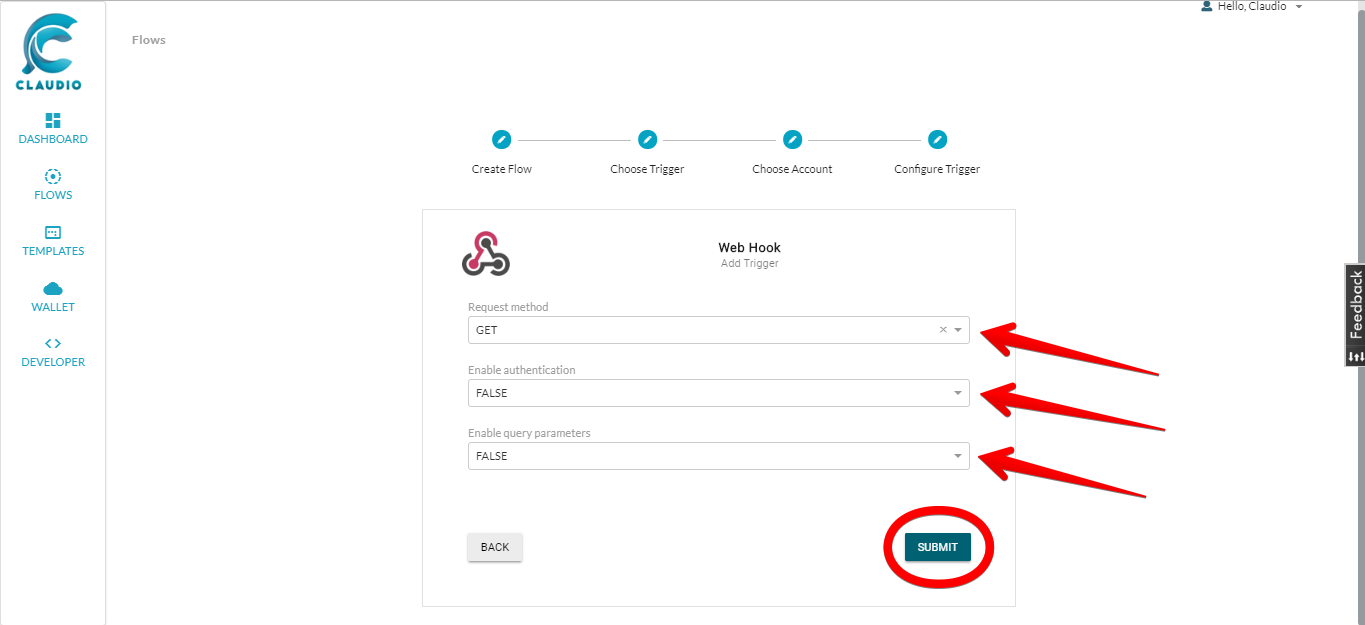 Hello, Claudio
CLAUDIO
Flows
DASHBOARD
FLOWS
TEMPLATES
WALLET
DEVELOPER
Create Flow
Choose Trigger
Choose Account
Configure Trigger
Web Hook
Add Trigger
Request method
GET
Enable authentication
FALSE
Enable query parameters
FALSE
BACK
SUBMIT
Feedback